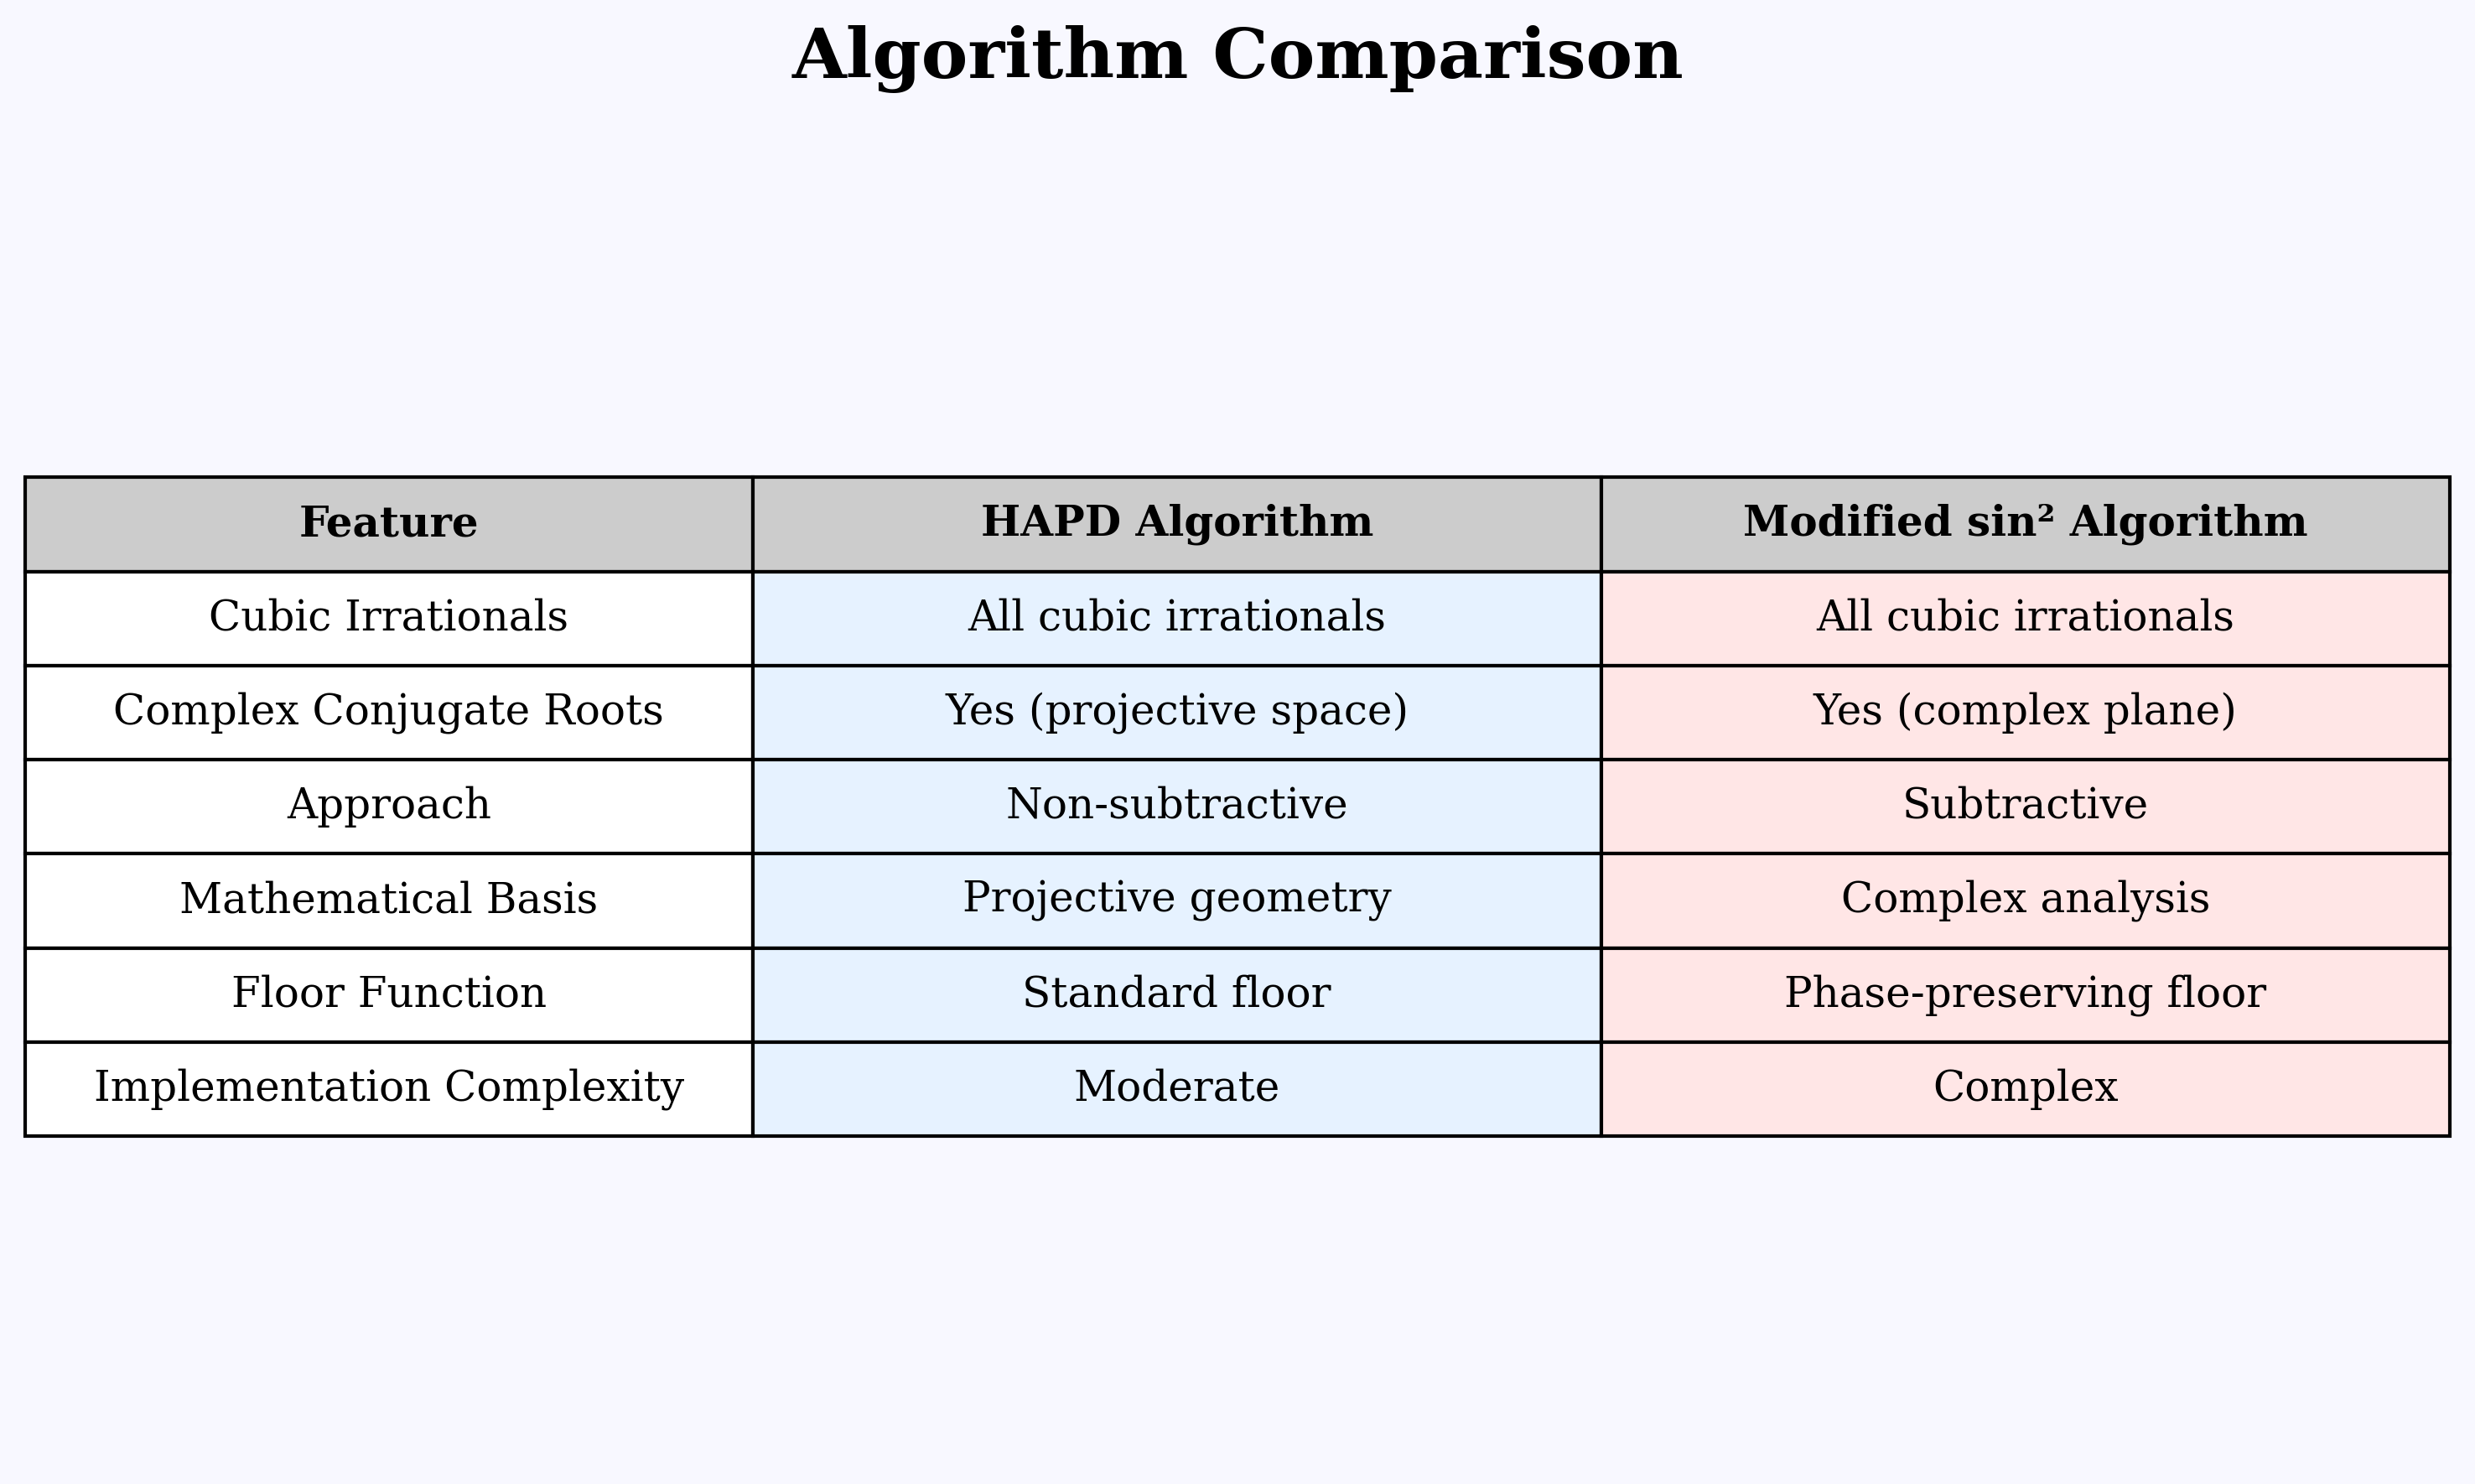 Algorithm Comparison
Feature HAPD Algorithm Modified sin² Algorithm
Cubic Irrationals All cubic irrationals All cubic irrationals
Complex Conjugate Roots Yes (projective space) Yes (complex plane)
Approach Non-subtractive Subtractive
Mathematical Basis Projective geometry Complex analysis
Floor Function Standard floor Phase-preserving floor
Implementation Complexity Moderate Complex